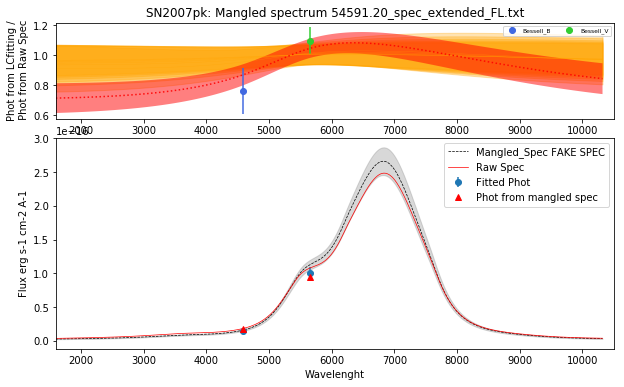 SN2007pk: Mangled spectrum 54591.20_spec_extended_FL.txt
Phot from LCfitting /
Phot from Raw Spec
1.2
1.0
0.8
0.6
Bessell_B
Bessell_V
2000 3000 4000 5000 6000 7000 8000 9000 10000
1e−16
Flux erg s-1 cm-2 A-1
3.0
2.5
2.0
1.5
1.0
0.5
0.0
Mangled_Spec FAKE SPEC
Raw Spec
Fitted Phot
Phot from mangled spec
2000 3000 4000 5000 6000 7000 8000 9000 10000
Wavelenght